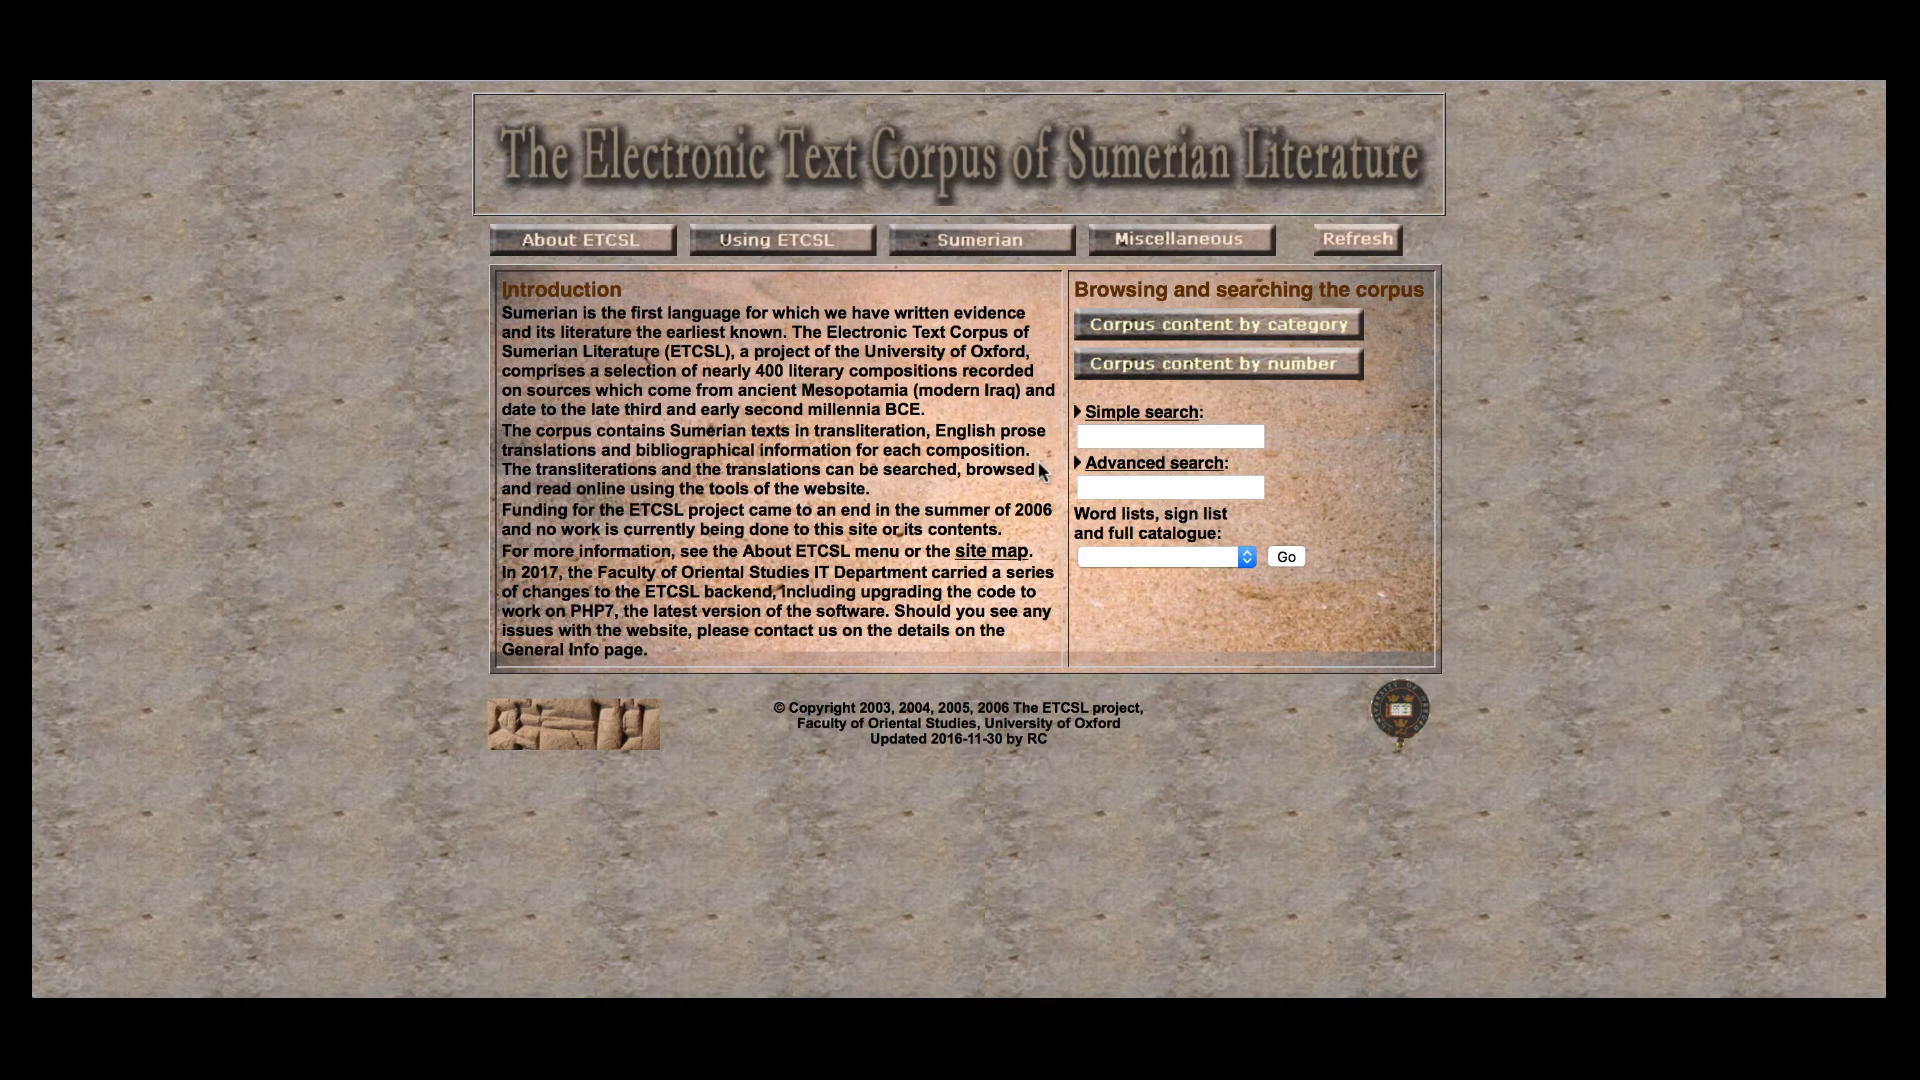 The Electronic Text Corpus of Sumerian Literature
About ETCSL
Using ETCSL
Sumerian
Miscellaneous
Refresh
Introduction
Sumerian is the first language for which we have written evidence
and its literature the earliest known. The Electronic Text Corpus of
Sumerian Literature (ETCSL), a project of the University of Oxford,
comprises a selection of nearly 400 literary compositions recorded
on sources which come from ancient Mesopotamia (modern Iraq) and
date to the late third and early second millennia BCE.
The corpus contains Sumerian texts in transliteration, English prose
translations and bibliographical information for each composition.
The transliterations and the translations can be searched, browsed
and read online using the tools of the website.
Funding for the ETCSL project came to an end in the summer of 2006
and no work is currently being done to this site or its contents.
For more information, see the About ETCSL menu or the site map.
In 2017, the Faculty of Oriental Studies IT Department carried a series
of changes to the ETCSL backend, including upgrading the code to
work on PHP7, the latest version of the software. Should you see any
issues with the website, please contact us on the details on the
General Info page.
Browsing and searching the corpus
Corpus content by category
Corpus content by number
Simple search:
Advanced search:
Word lists, sign list
and full catalogue:
Go
© Copyright 2003, 2004, 2005, 2006 The ETCSL project,
Faculty of Oriental Studies, University of Oxford
Updated 2016-11-30 by RC